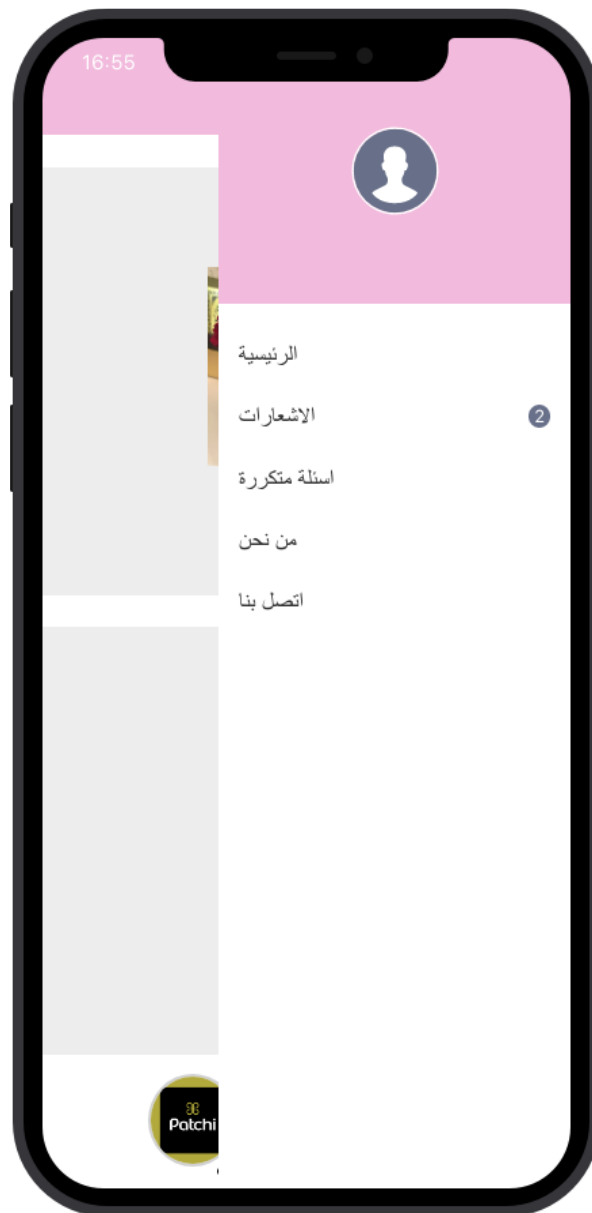 16:55
الرئيسية
الاشعارات 2
اسئلة متكررة
من نحن
اتصل بنا
Patchi